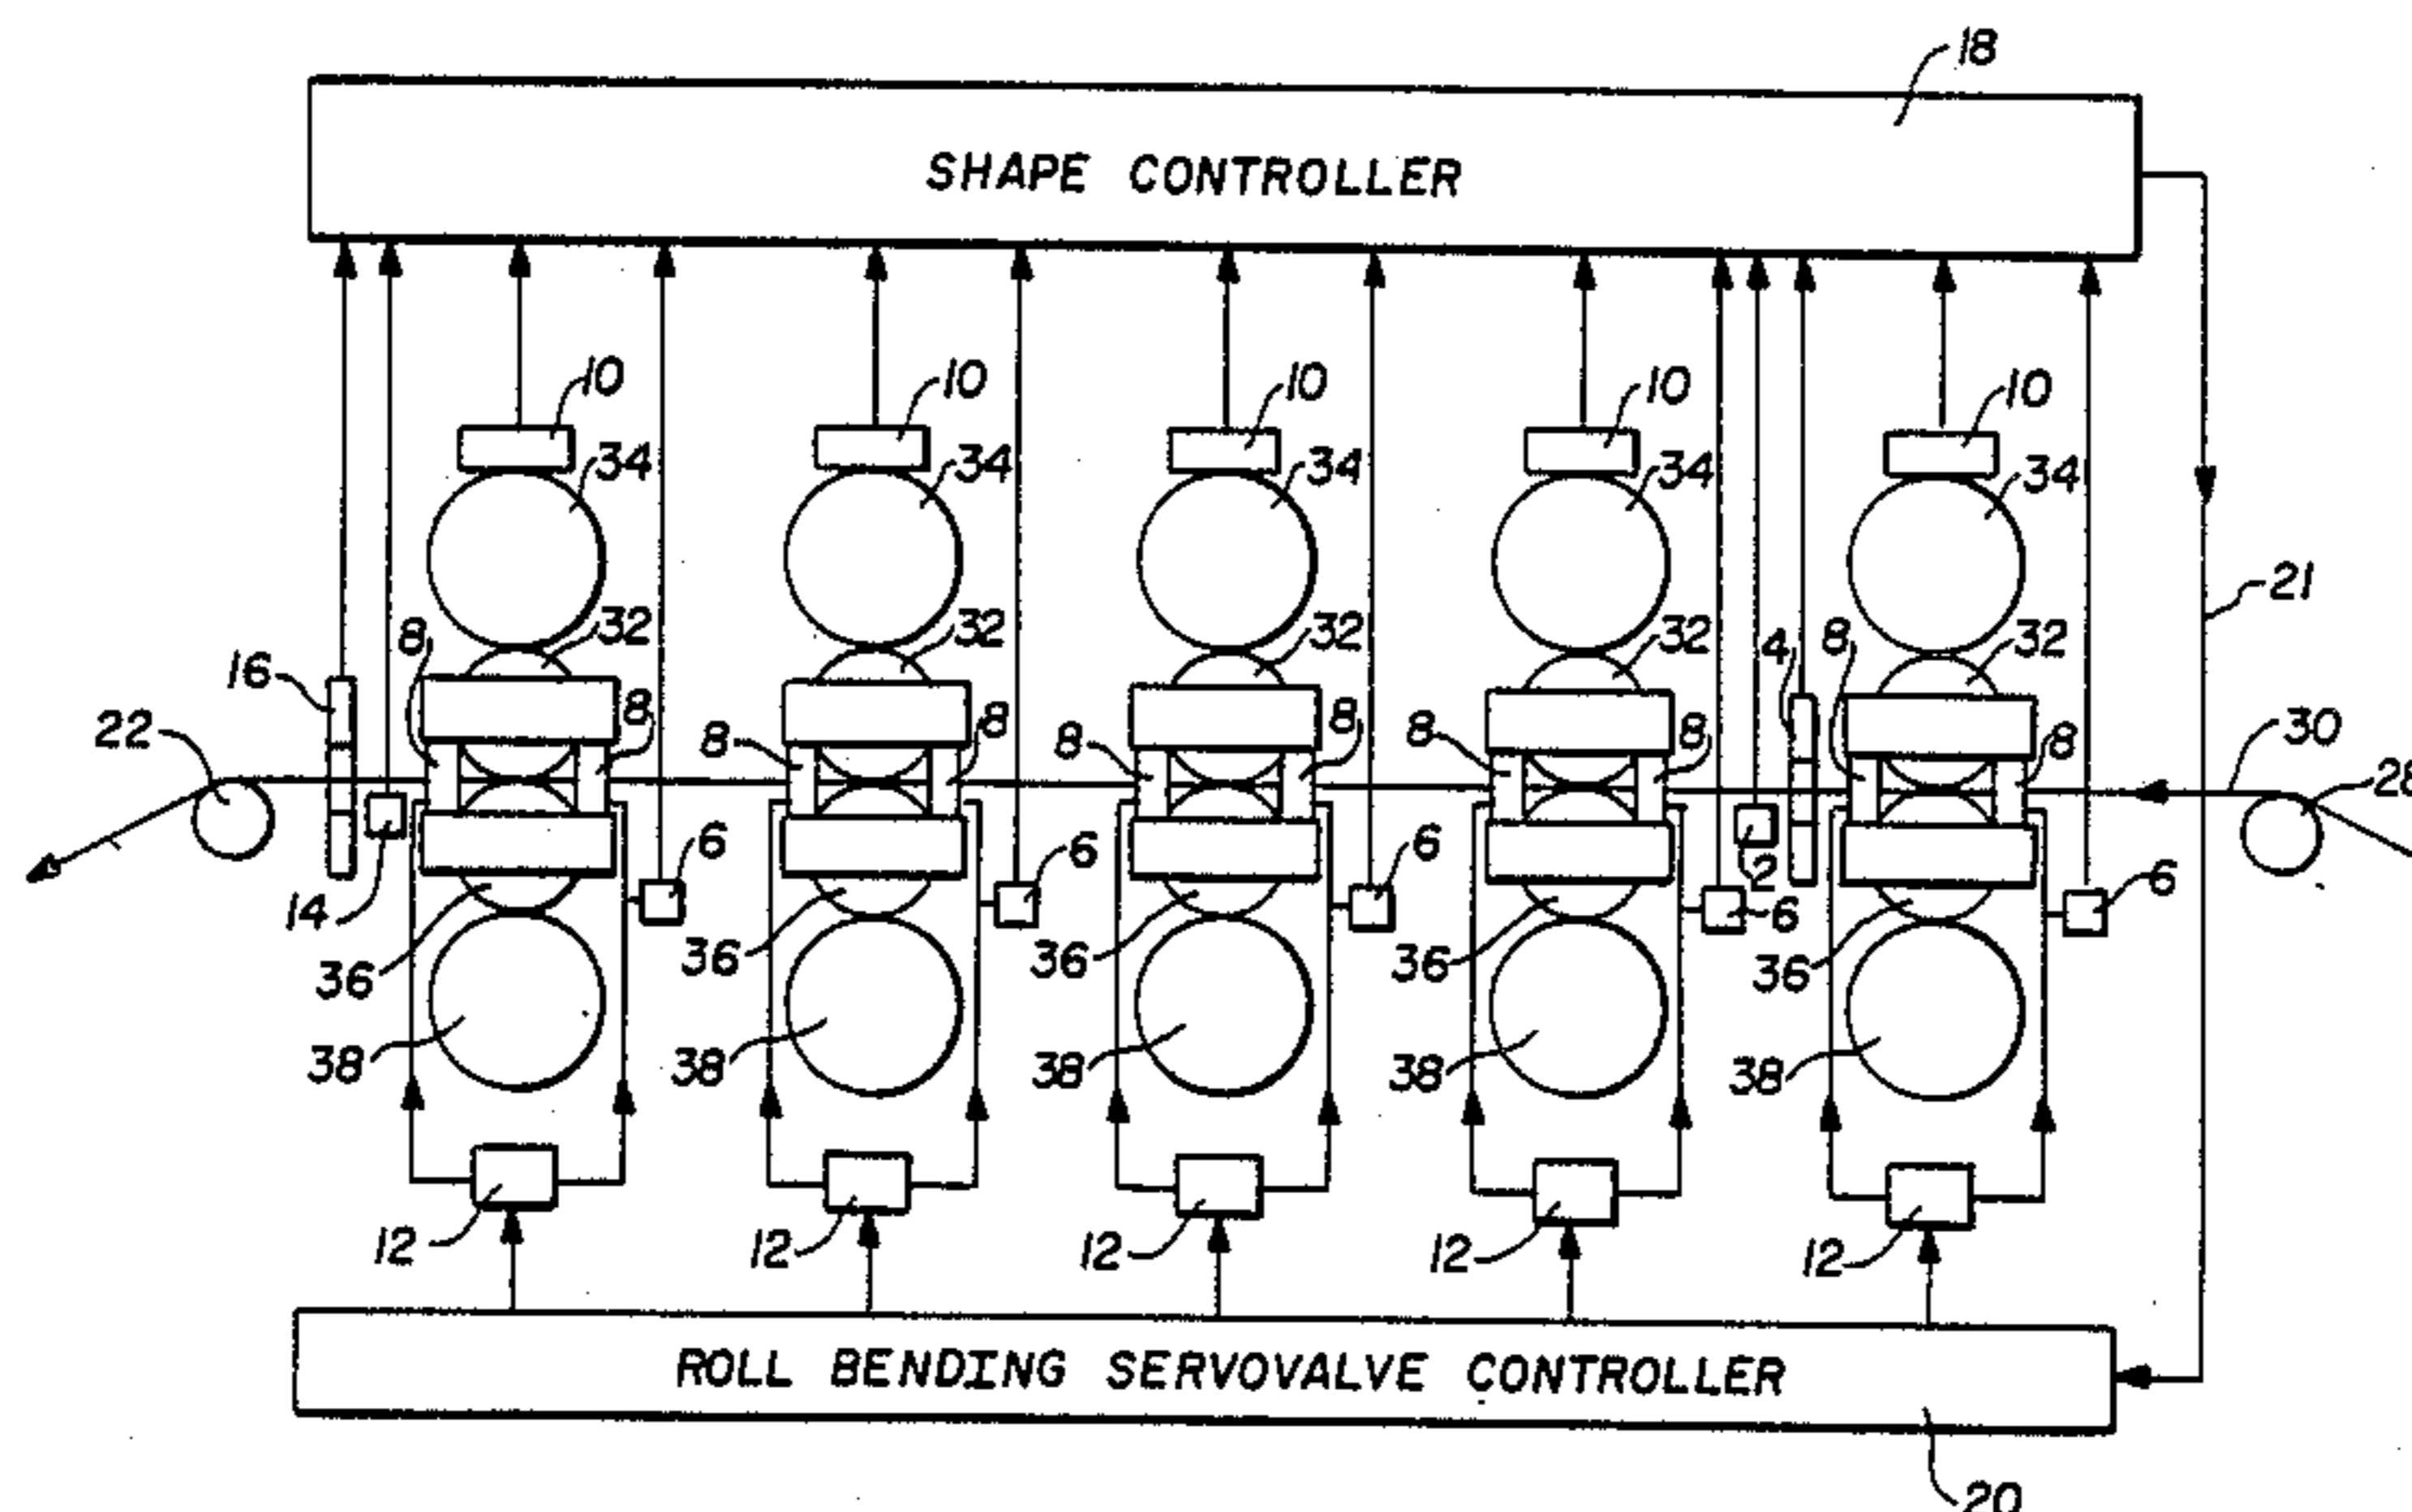 18
SHAPE CONTROLLER
10 10 10 10 10
34 34 34 34 34
21
32 32 32 32 32
8 4 8
16 8 8 8 8 8 8 8 8 30
22 28
6 6 6 2 6 6
14
36 36 36 36 36
38 38 38 38 38
12 12 12 12 12
ROLL BENDING SERVOVALVE CONTROLLER
20